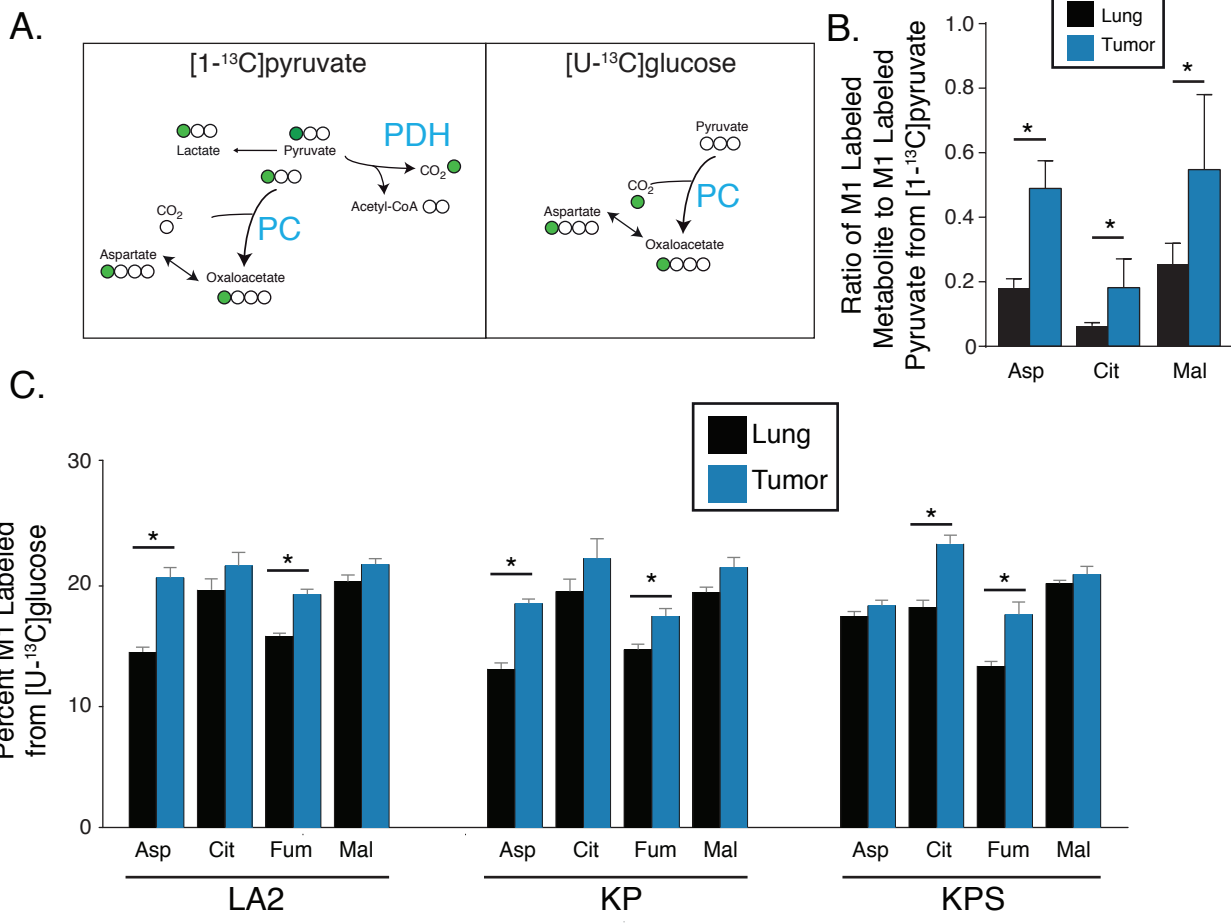 A.
[1-¹³C]pyruvate
Lactate
Pyruvate
PDH
CO₂
Acetyl-CoA
CO₂
PC
Aspartate
Oxaloacetate
[U-¹³C]glucose
Pyruvate
CO₂
PC
Aspartate
Oxaloacetate
B.
Lung
Tumor
Ratio of M1 Labeled
Metabolite to M1 Labeled
Pyruvate from [1-¹³C]pyruvate
1.0
0.8
0.6
0.4
0.2
0
*
*
*
Asp Cit Mal
C.
Lung
Tumor
Percent M1 Labeled
from [U-¹³C]glucose
30
20
10
0
* *
* *
* *
Asp Cit Fum Mal
Asp Cit Fum Mal
Asp Cit Fum Mal
LA2
KP
KPS